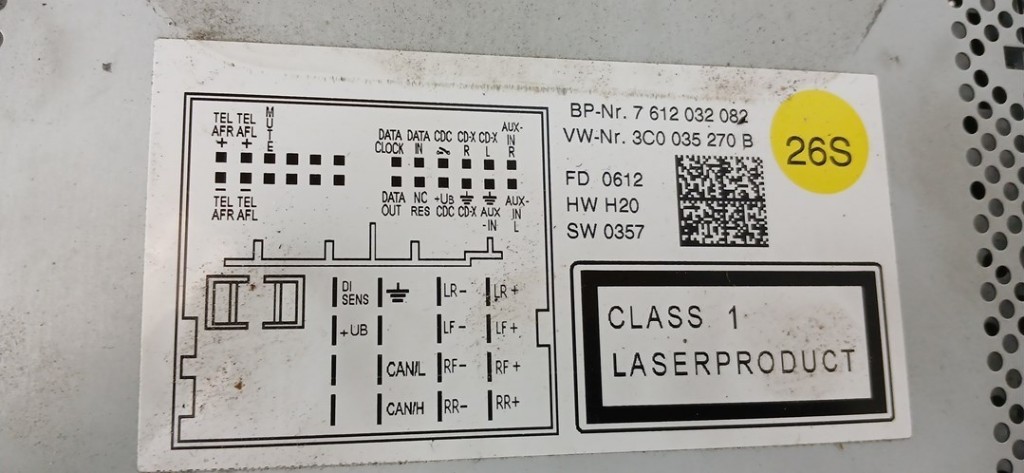 TEL TEL MUTE
AFR AFL
+ +
− −
TEL TEL
AFR AFL
DATA DATA CDC CD-X CD-X AUX-
CLOCK IN R L IN
R
DATA NC +UB AUX-
OUT RES CDC CD-X AUX IN
-IN L
DI
SENS LR− LR+
+UB LF− LF+
CAN/L RF− RF+
CAN/H RR− RR+
BP-Nr. 7 612 032 082
VW-Nr. 3C0 035 270 B
FD 0612
HW H20
SW 0357
26S
CLASS 1
LASERPRODUCT